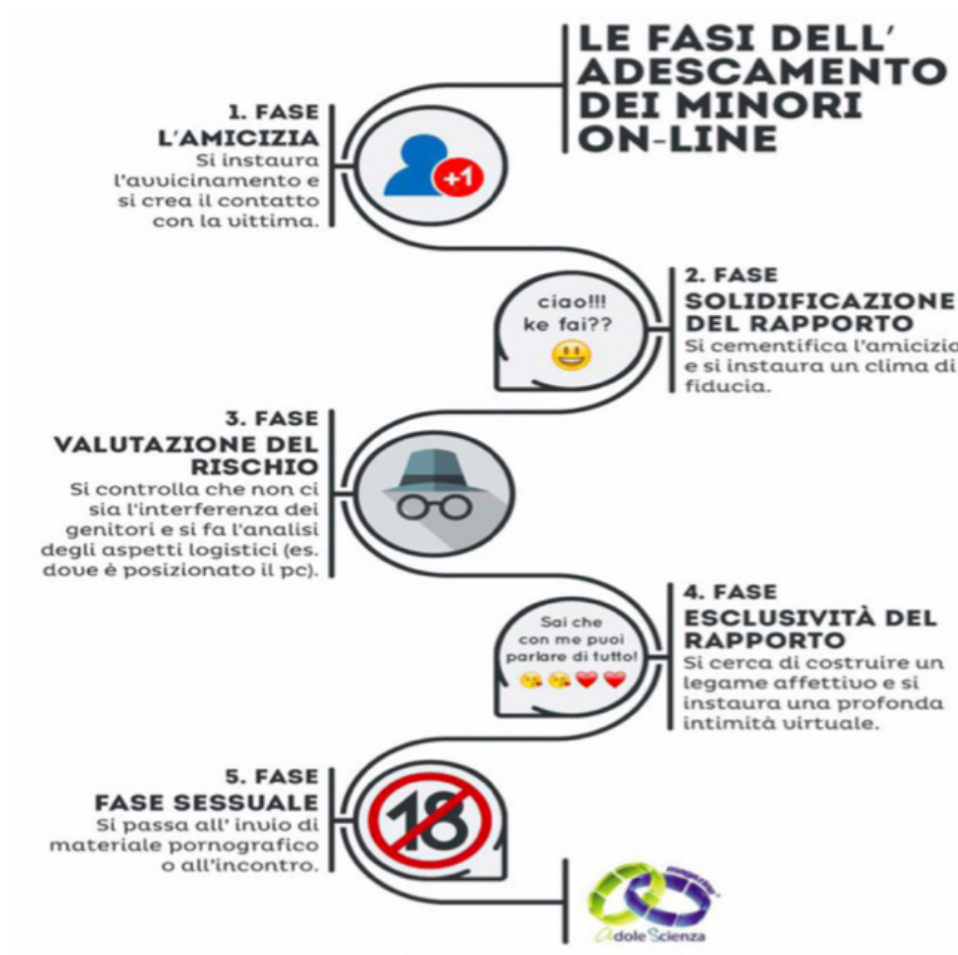 LE FASI DELL'
ADESCAMENTO
DEI MINORI
ON-LINE
1. FASE
L'AMICIZIA
Si instaura
l'avvicinamento e
si crea il contatto
con la vittima.
+1
2. FASE
SOLIDIFICAZIONE
DEL RAPPORTO
Si cementifica l'amicizia
e si instaura un clima di
fiducia.
ciao!!!
ke fai??
3. FASE
VALUTAZIONE DEL
RISCHIO
Si controlla che non ci
sia l'interferenza dei
genitori e si fa l'analisi
degli aspetti logistici (es.
dove è posizionato il pc).
4. FASE
ESCLUSIVITÀ DEL
RAPPORTO
Si cerca di costruire un
legame affettivo e si
instaura una profonda
intimità virtuale.
Sai che
con me puoi
parlare di tutto!
5. FASE
FASE SESSUALE
Si passa all' invio di
materiale pornografico
o all'incontro.
18
AdoleScienza